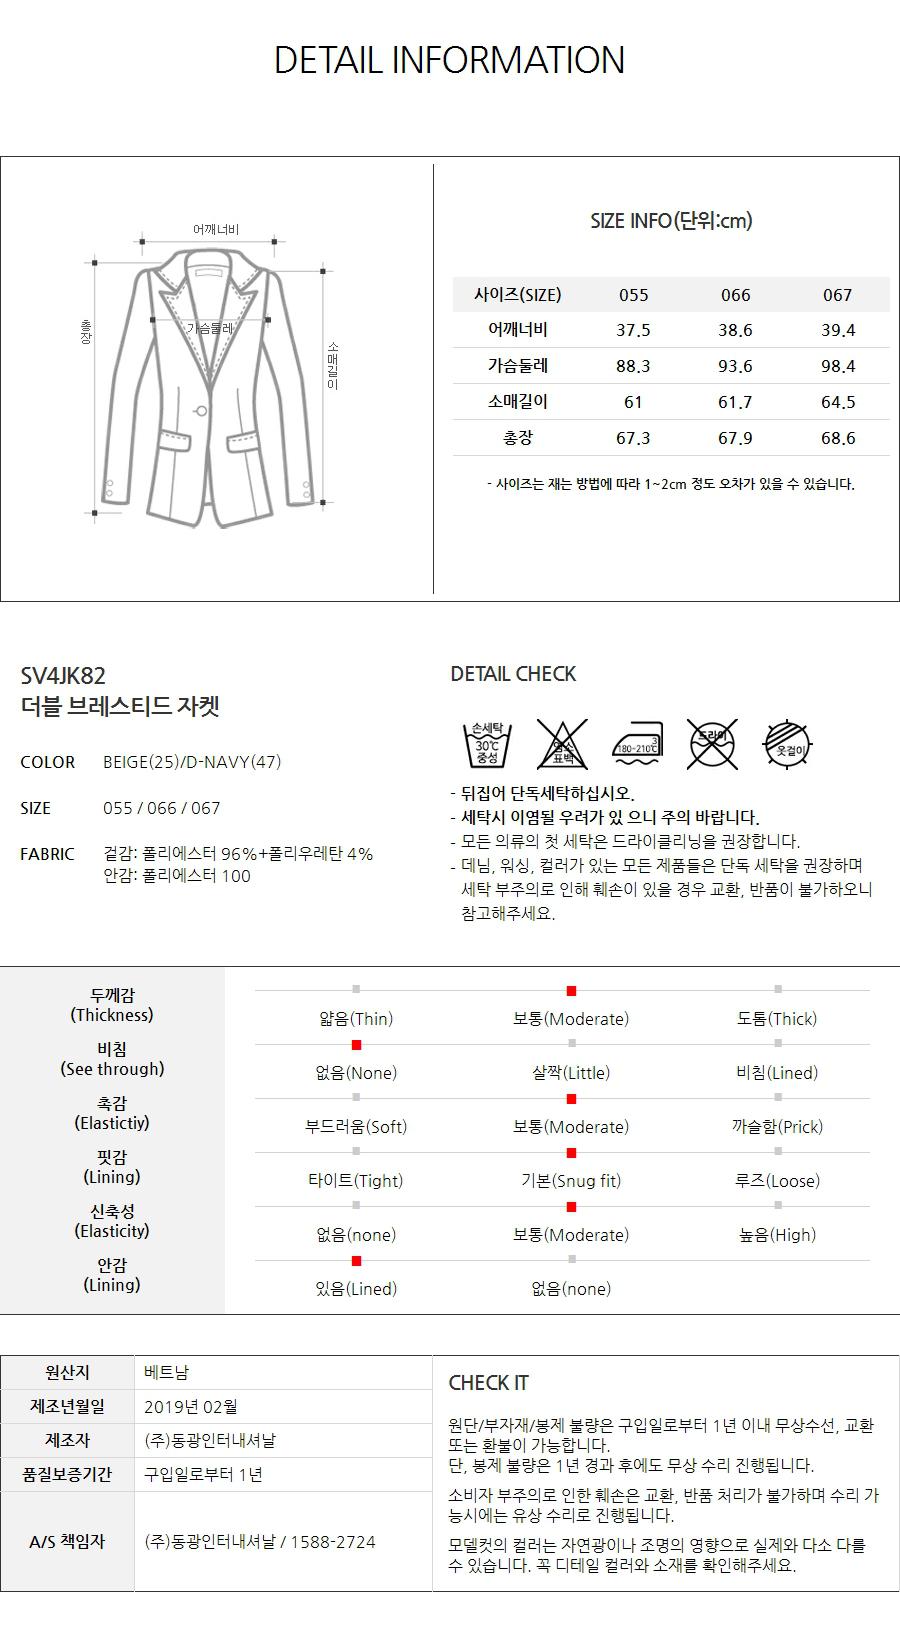 DETAIL INFORMATION
어깨너비
총장
가슴둘레
소매길이
SIZE INFO(단위:cm)
사이즈(SIZE) 055 066 067
어깨너비 37.5 38.6 39.4
가슴둘레 88.3 93.6 98.4
소매길이 61 61.7 64.5
총장 67.3 67.9 68.6
- 사이즈는 재는 방법에 따라 1~2cm 정도 오차가 있을 수 있습니다.
SV4JK82
더블 브레스티드 자켓
COLOR BEIGE(25)/D-NAVY(47)
SIZE 055 / 066 / 067
FABRIC 겉감: 폴리에스터 96%+폴리우레탄 4%
안감: 폴리에스터 100
DETAIL CHECK
손세탁
30℃
중성
염소
표백
3
180-210℃
드라이
옷걸이
- 뒤집어 단독세탁하십시오.
- 세탁시 이염될 우려가 있 으니 주의 바랍니다.
- 모든 의류의 첫 세탁은 드라이클리닝을 권장합니다.
- 데님, 워싱, 컬러가 있는 모든 제품들은 단독 세탁을 권장하며
세탁 부주의로 인해 훼손이 있을 경우 교환, 반품이 불가하오니
참고해주세요.
두께감
(Thickness)
얇음(Thin) 보통(Moderate) 도톰(Thick)
비침
(See through)
없음(None) 살짝(Little) 비침(Lined)
촉감
(Elastictiy)
부드러움(Soft) 보통(Moderate) 까슬함(Prick)
핏감
(Lining)
타이트(Tight) 기본(Snug fit) 루즈(Loose)
신축성
(Elasticity)
없음(none) 보통(Moderate) 높음(High)
안감
(Lining)
있음(Lined) 없음(none)
원산지 베트남
제조년월일 2019년 02월
제조자 (주)동광인터내셔날
품질보증기간 구입일로부터 1년
A/S 책임자 (주)동광인터내셔날 / 1588-2724
CHECK IT
원단/부자재/봉제 불량은 구입일로부터 1년 이내 무상수선, 교환
또는 환불이 가능합니다.
단, 봉제 불량은 1년 경과 후에도 무상 수리 진행됩니다.
소비자 부주의로 인한 훼손은 교환, 반품 처리가 불가하며 수리 가
능시에는 유상 수리로 진행됩니다.
모델컷의 컬러는 자연광이나 조명의 영향으로 실제와 다소 다를
수 있습니다. 꼭 디테일 컬러와 소재를 확인해주세요.